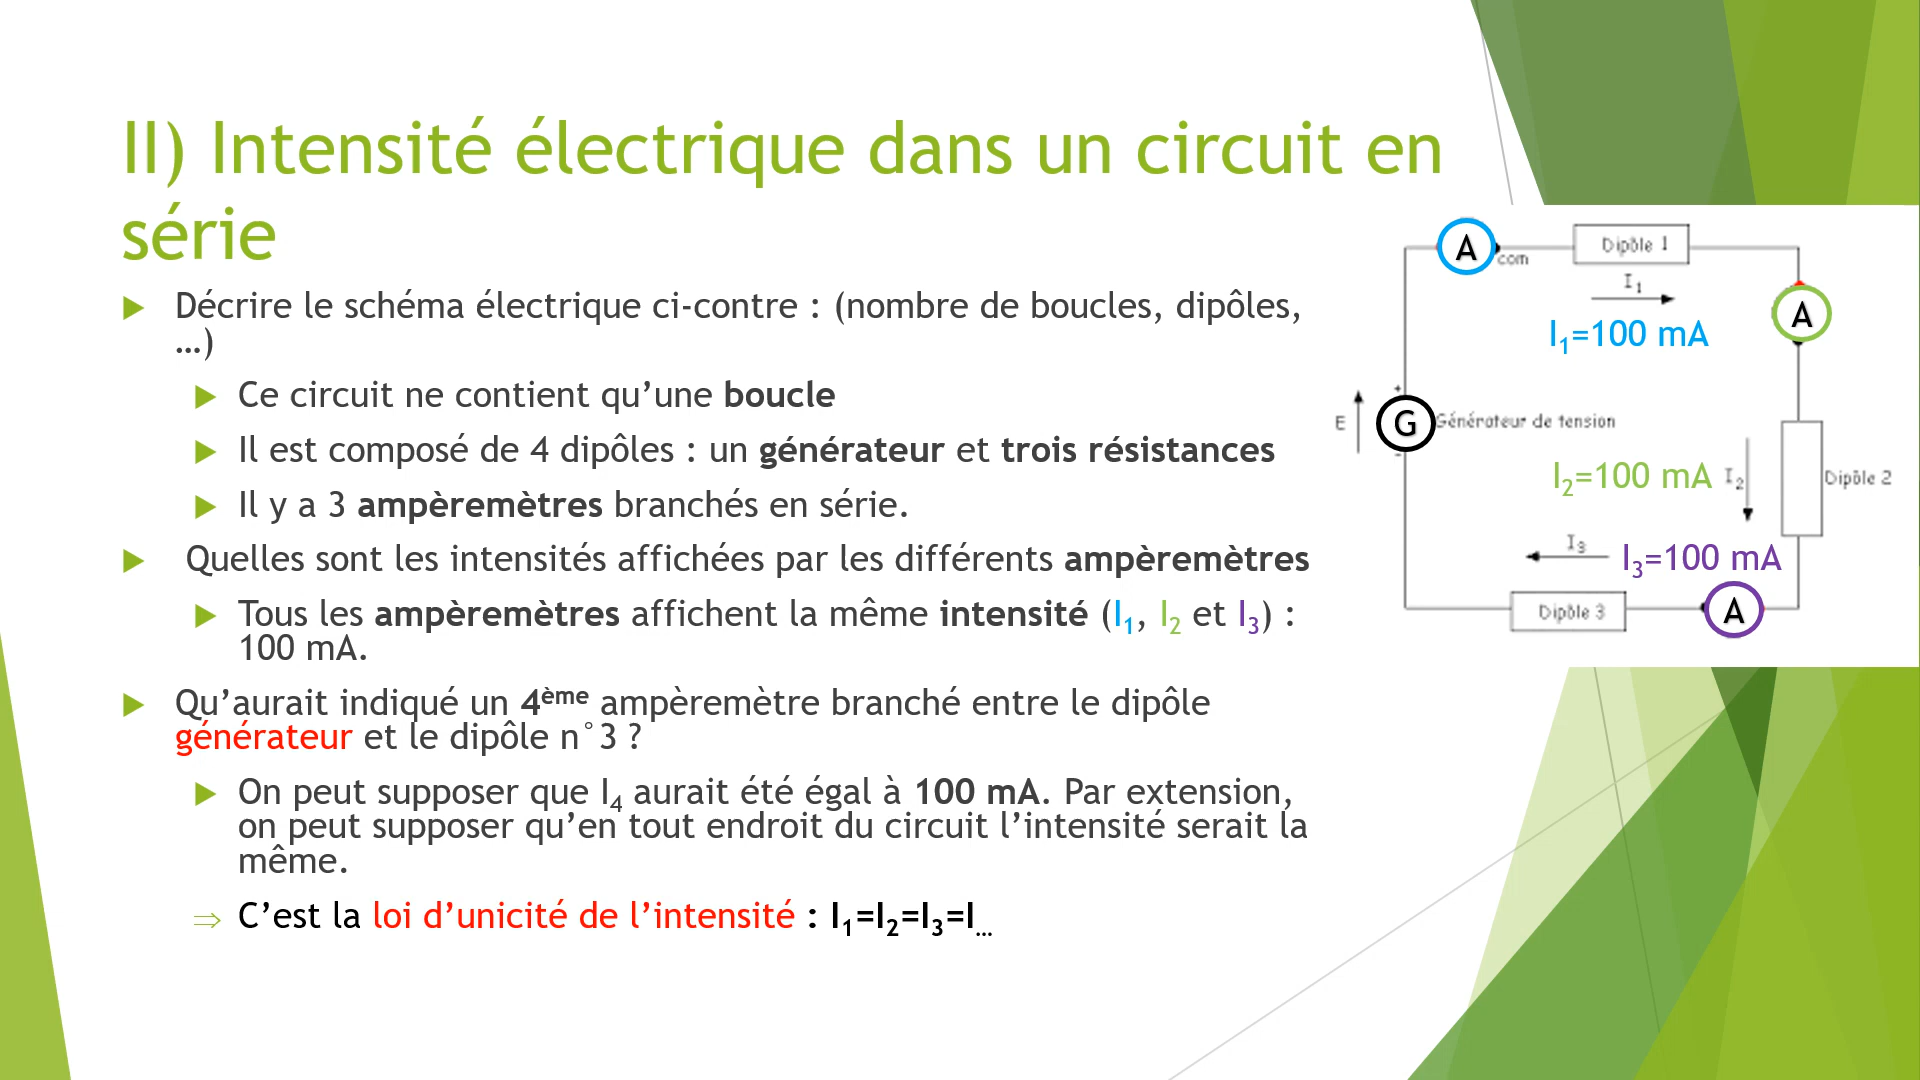 II) Intensité électrique dans un circuit en
série
Décrire le schéma électrique ci-contre : (nombre de boucles, dipôles,
…)
Ce circuit ne contient qu’une boucle
Il est composé de 4 dipôles : un générateur et trois résistances
Il y a 3 ampèremètres branchés en série.
Quelles sont les intensités affichées par les différents ampèremètres
Tous les ampèremètres affichent la même intensité (I₁, I₂ et I₃) :
100 mA.
Qu’aurait indiqué un 4ème ampèremètre branché entre le dipôle
générateur et le dipôle n°3 ?
On peut supposer que I₄ aurait été égal à 100 mA. Par extension,
on peut supposer qu’en tout endroit du circuit l’intensité serait la
même.
⇒ C’est la loi d’unicité de l’intensité : I₁=I₂=I₃=I…
A
com
Dipôle 1
I₁
I₁=100 mA
A
+
E
G
Générateur de tension
-
I₂=100 mA
I₂
Dipôle 2
I₃
I₃=100 mA
Dipôle 3
A